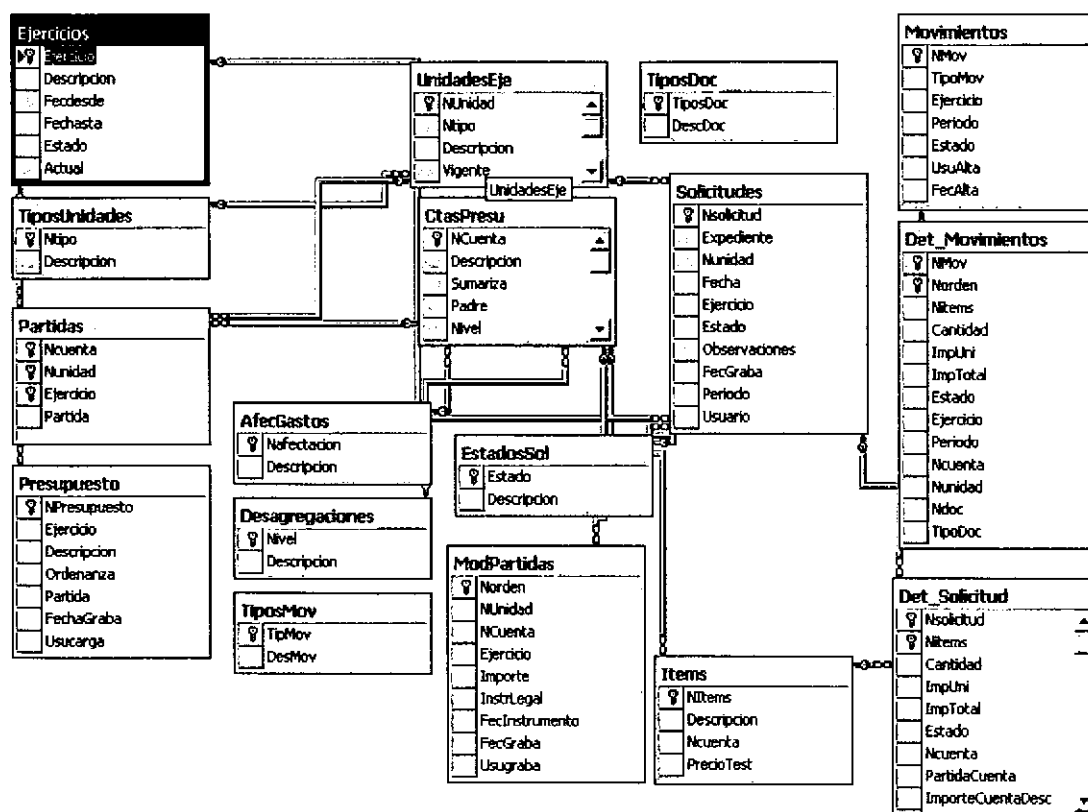 Ejercicios
Ejercicio
Descripcion
Fecdesde
Fechasta
Estado
Actual
TiposUnidades
Ntipo
Descripcion
Partidas
Ncuenta
Nunidad
Ejercicio
Partida
Presupuesto
NPresupuesto
Ejercicio
Descripcion
Ordenanza
Partida
FechaGraba
Usucarga
UnidadesEje
NUnidad
Ntipo
Descripcion
Vigente
UnidadesEje
CtasPresu
NCuenta
Descripcion
Sumariza
Padre
Nivel
AfecGastos
Nafectacion
Descripcion
Desagregaciones
Nivel
Descripcion
TiposMov
TipMov
DesMov
EstadosSol
Estado
Descripcion
ModPartidas
Norden
NUnidad
NCuenta
Ejercicio
Importe
InstrLegal
FecInstrumento
FecGraba
Usugraba
TiposDoc
TiposDoc
DescDoc
Solicitudes
Nsolicitud
Expediente
Nunidad
Fecha
Ejercicio
Estado
Observaciones
FecGraba
Periodo
Usuario
Items
NItems
Descripcion
Ncuenta
PrecioTest
Movimientos
NMov
TipoMov
Ejercicio
Periodo
Estado
UsuAlta
FecAlta
Det_Movimientos
NMov
Norden
Nitems
Cantidad
ImpUni
ImpTotal
Estado
Ejercicio
Periodo
Ncuenta
Nunidad
Ndoc
TipoDoc
Det_Solicitud
Nsolicitud
Nitems
Cantidad
ImpUni
ImpTotal
Estado
Ncuenta
PartidaCuenta
ImporteCuentaDesc